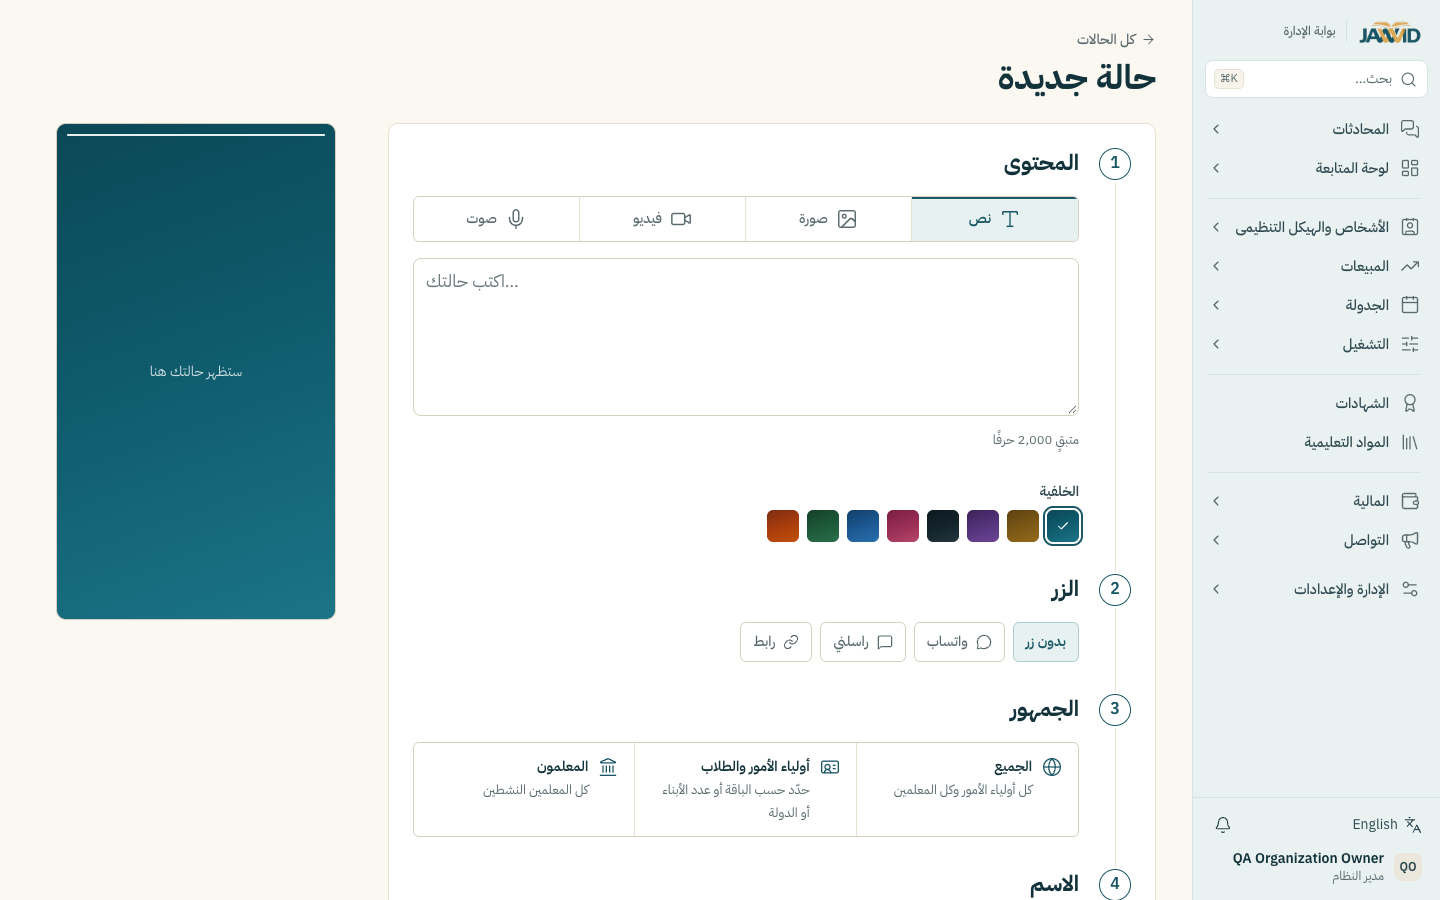 JAWWID
بوابة الإدارة
بحث...
⌘K
المحادثات
لوحة المتابعة
الأشخاص والهيكل التنظيمي
المبيعات
الجدولة
التشغيل
الشهادات
المواد التعليمية
المالية
التواصل
الإدارة والإعدادات
English
QA Organization Owner
مدير النظام
QO
كل الحالات
حالة جديدة
1
المحتوى
نص
صورة
فيديو
صوت
اكتب حالتك...
متبقٍ 2,000 حرفًا
الخلفية
2
الزر
بدون زر
واتساب
راسلني
رابط
3
الجمهور
الجميع
كل أولياء الأمور وكل المعلمين
أولياء الأمور والطلاب
حدّد حسب الباقة أو عدد الأبناء
أو الدولة
المعلمون
كل المعلمين النشطين
4
الاسم
ستظهر حالتك هنا